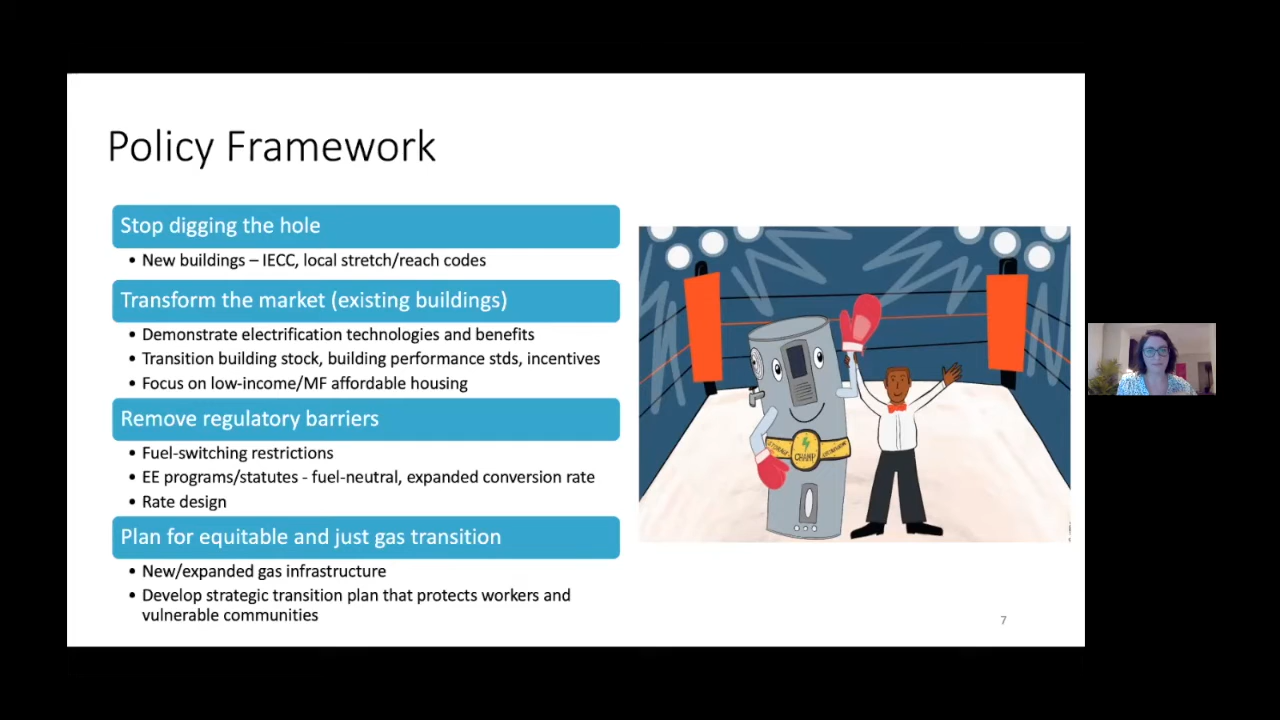 Policy Framework
Stop digging the hole
• New buildings – IECC, local stretch/reach codes
Transform the market (existing buildings)
• Demonstrate electrification technologies and benefits
• Transition building stock, building performance stds, incentives
• Focus on low-income/MF affordable housing
Remove regulatory barriers
• Fuel-switching restrictions
• EE programs/statutes - fuel-neutral, expanded conversion rate
• Rate design
Plan for equitable and just gas transition
• New/expanded gas infrastructure
• Develop strategic transition plan that protects workers and
vulnerable communities
CHAMP
7